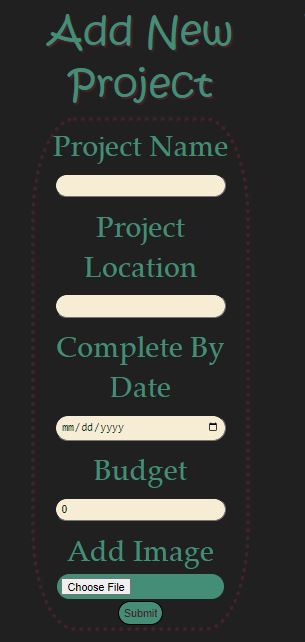 Add New
Project
Project Name
Project
Location
Complete By
Date
mm/dd/yyyy
Budget
0
Add Image
Choose File
Submit